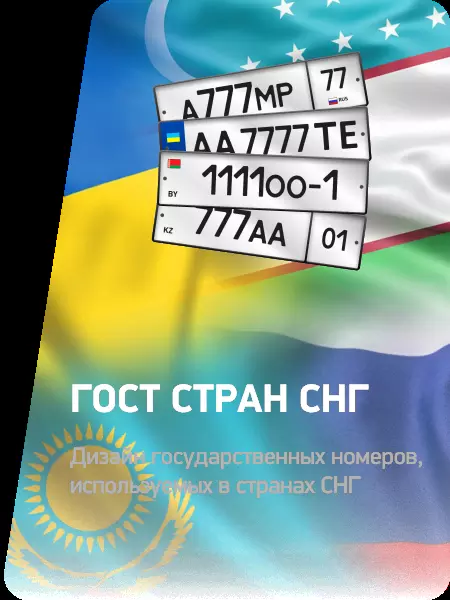 А777МР 77
RUS
АА7777ТЕ
1111оо-1
BY
777АА 01
KZ
ГОСТ СТРАН СНГ
Дизайн государственных номеров,
используемых в странах СНГ